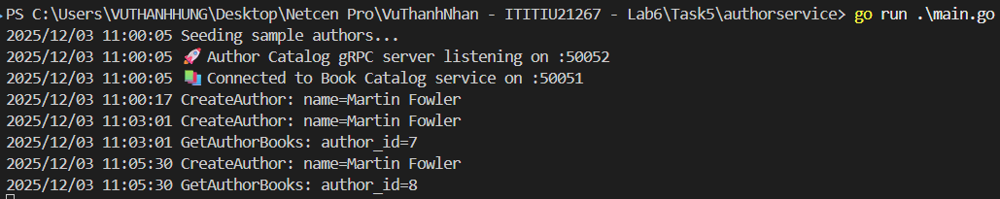 PS C:\Users\VUTHANHHUNG\Desktop\Netcen Pro\VuThanhNhan - ITITIU21267 - Lab6\Task5\authorservice> go run .\main.go
2025/12/03 11:00:05 Seeding sample authors...
2025/12/03 11:00:05 🚀 Author Catalog gRPC server listening on :50052
2025/12/03 11:00:05 📚 Connected to Book Catalog service on :50051
2025/12/03 11:00:17 CreateAuthor: name=Martin Fowler
2025/12/03 11:03:01 CreateAuthor: name=Martin Fowler
2025/12/03 11:03:01 GetAuthorBooks: author_id=7
2025/12/03 11:05:30 CreateAuthor: name=Martin Fowler
2025/12/03 11:05:30 GetAuthorBooks: author_id=8